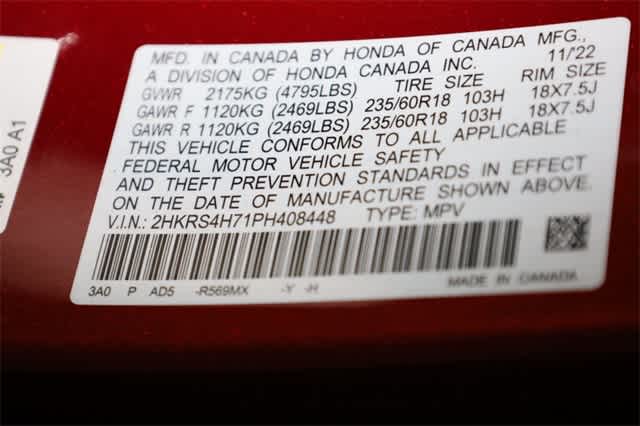 MFD. IN CANADA BY HONDA OF CANADA MFG.,
A DIVISION OF HONDA CANADA INC. 11/'22
GVWR 2175KG (4795LBS) TIRE SIZE RIM SIZE
GAWR F 1120KG (2469LBS) 235/60R18 103H 18X7.5J
GAWR R 1120KG (2469LBS) 235/60R18 103H 18X7.5J
THIS VEHICLE CONFORMS TO ALL APPLICABLE
FEDERAL MOTOR VEHICLE SAFETY
AND THEFT PREVENTION STANDARDS IN EFFECT
ON THE DATE OF MANUFACTURE SHOWN ABOVE.
V.I.N.: 2HKRS4H71PH408448 TYPE: MPV
3A0 P AD5 -R569MX -Y -H MADE IN CANADA
3A0 A1